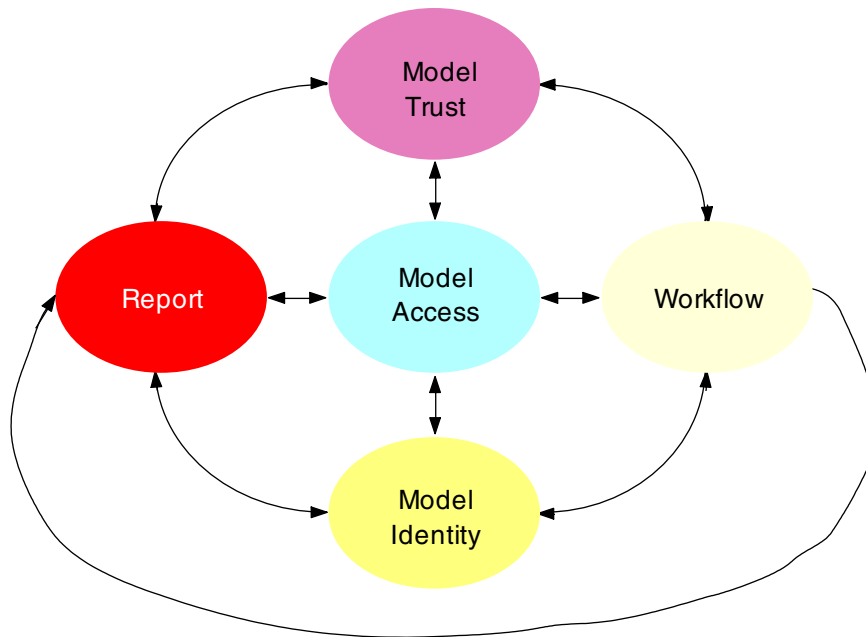 Model
Trust
Report
Model
Access
Workflow
Model
Identity